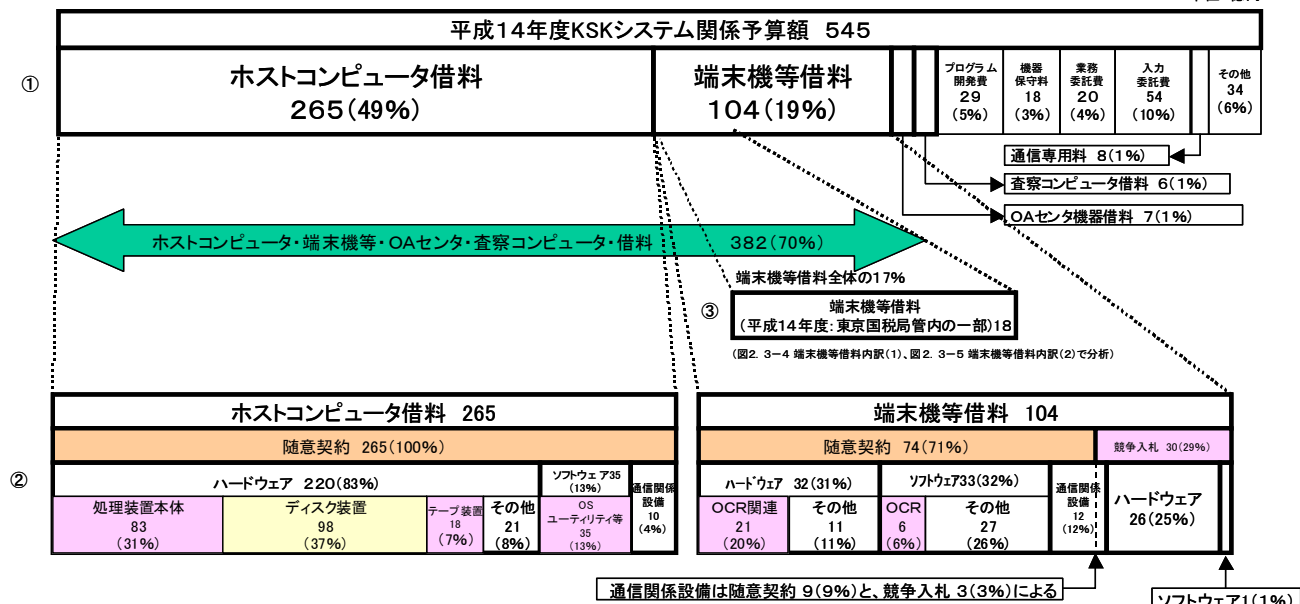 平成14年度KSKシステム関係予算額 545
①
ホストコンピュータ借料
265(49%)
端末機等借料
104(19%)
プログラム
開発費
29
(5%)
機器
保守料
18
(3%)
業務
委託費
20
(4%)
入力
委託費
54
(10%)
その他
34
(6%)
通信専用料 8(1%)
査察コンピュータ借料 6(1%)
OAセンタ機器借料 7(1%)
ホストコンピュータ・端末機等・OAセンタ・査察コンピュータ・借料 382(70%)
端末機等借料全体の17%
③
端末機等借料
(平成14年度:東京国税局管内の一部)18
(図2.3-4 端末機等借料内訳(1)、図2.3-5 端末機等借料内訳(2)で分析)
②
ホストコンピュータ借料 265
随意契約 265(100%)
ハードウェア 220(83%)
ソフトウェア35
(13%)
通信関係
設備
10
(4%)
処理装置本体
83
(31%)
ディスク装置
98
(37%)
テープ装置
18
(7%)
その他
21
(8%)
OS
ユーティリティ等
35
(13%)
端末機等借料 104
随意契約 74(71%)
競争入札 30(29%)
ハードウェア 32(31%)
ソフトウェア33(32%)
通信関係
設備
12
(12%)
ハードウェア
26(25%)
OCR関連
21
(20%)
その他
11
(11%)
OCR
6
(6%)
その他
27
(26%)
通信関係設備は随意契約 9(9%)と、競争入札 3(3%)による
ソフトウェア1(1%)